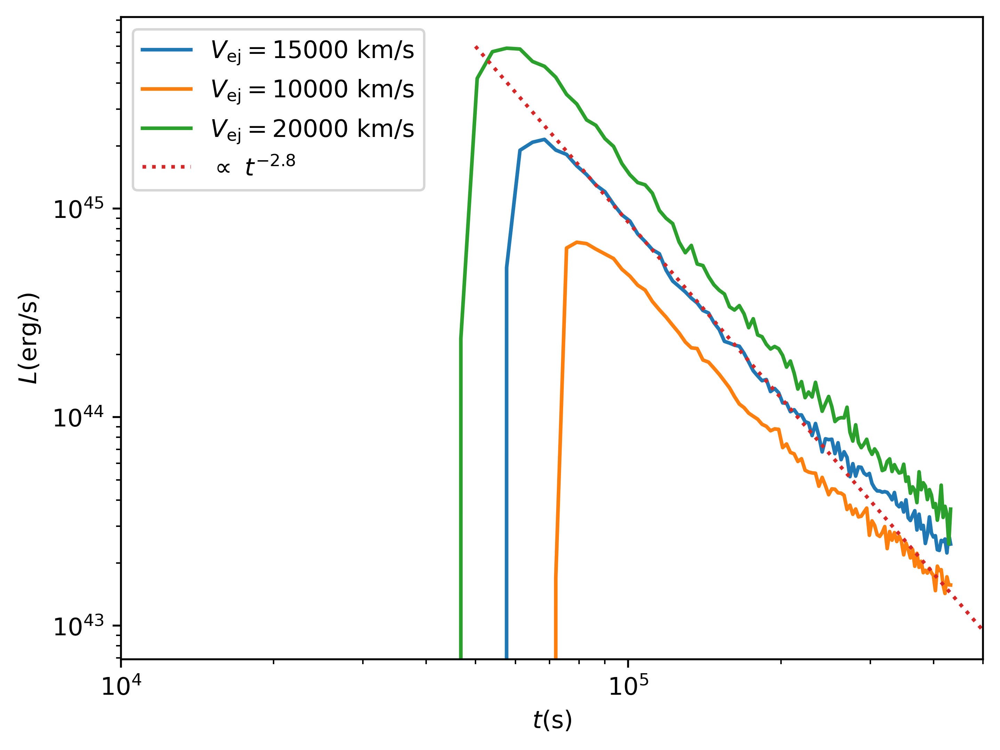 V_ej = 15000 km/s
V_ej = 10000 km/s
V_ej = 20000 km/s
∝ t^−2.8
10^45
10^44
10^43
L(erg/s)
10^4 10^5
t(s)